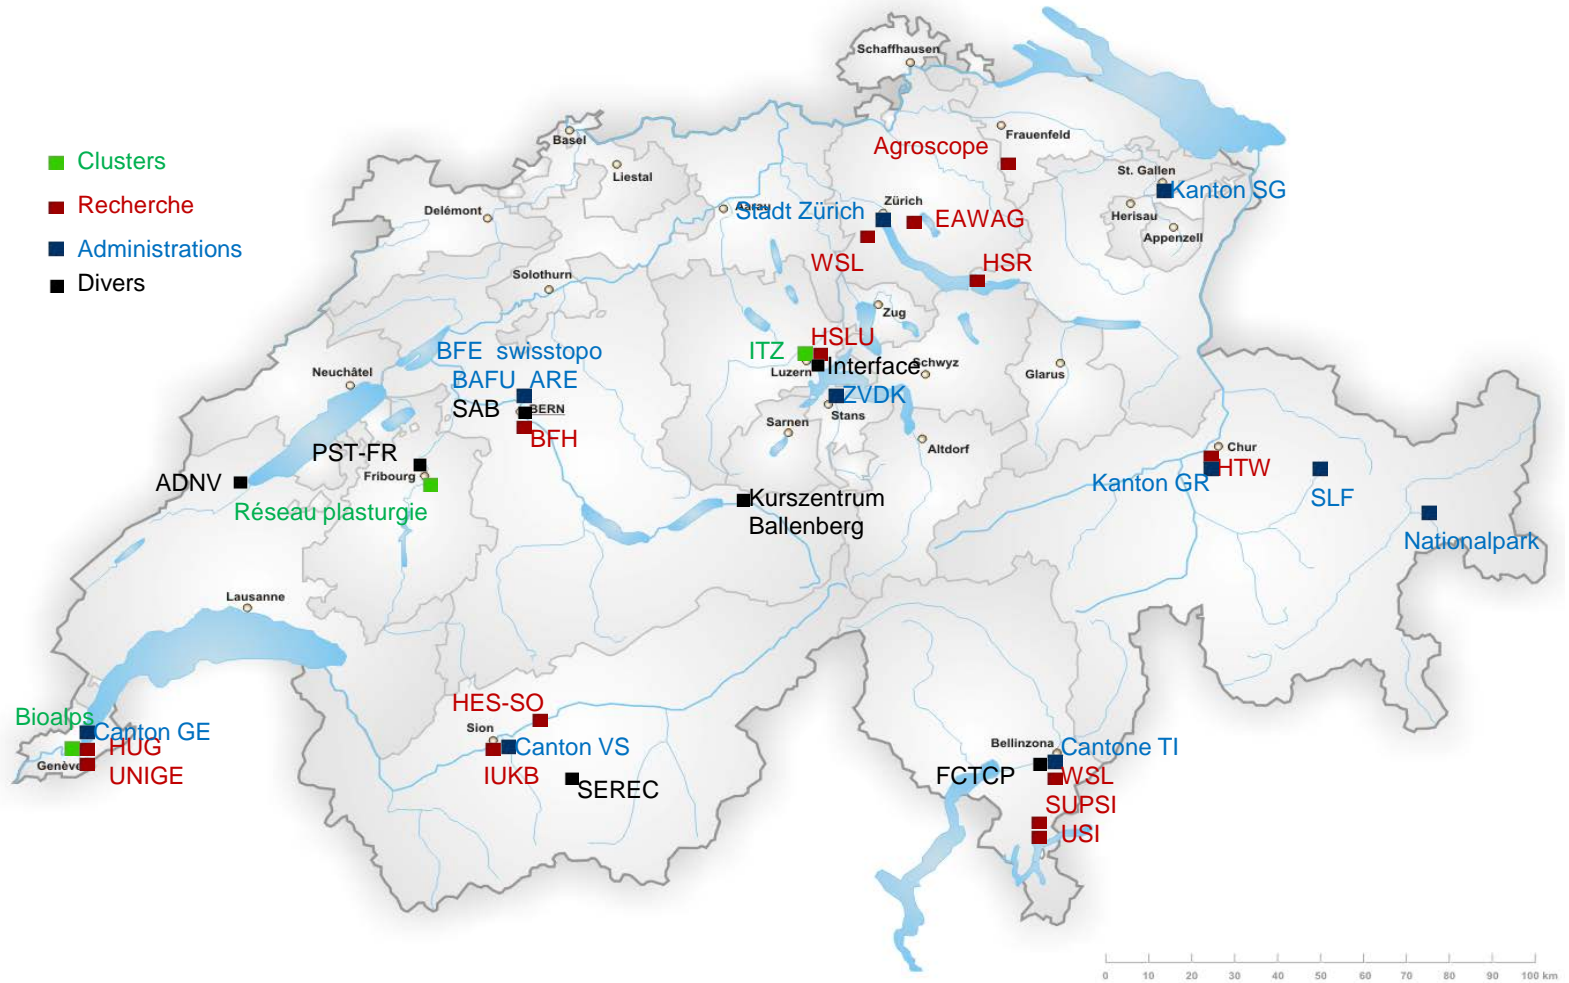 Schaffhausen
Basel
Frauenfeld
Agroscope
Clusters
Liestal
St. Gallen
Recherche
Kanton SG
Delémont
Aarau
Stadt Zürich
Zürich
EAWAG
Herisau
Appenzell
Administrations
WSL
HSR
Divers
Solothurn
Zug
BFE swisstopo
ITZ
HSLU
Neuchâtel
BAFU ARE
Luzern
Interface
Schwyz
Glarus
SAB
BERN
ZVDK
Stans
Sarnen
BFH
Altdorf
PST-FR
Fribourg
Chur
HTW
ADNV
Kanton GR
SLF
Kurszentrum
Ballenberg
Réseau plasturgie
Nationalpark
Lausanne
HES-SO
Bioalps
Canton GE
Sion
Canton VS
Bellinzona
Cantone TI
HUG
Genève
UNIGE
IUKB
SEREC
FCTCP
WSL
SUPSI
USI
0 10 20 30 40 50 60 70 80 90 100 km